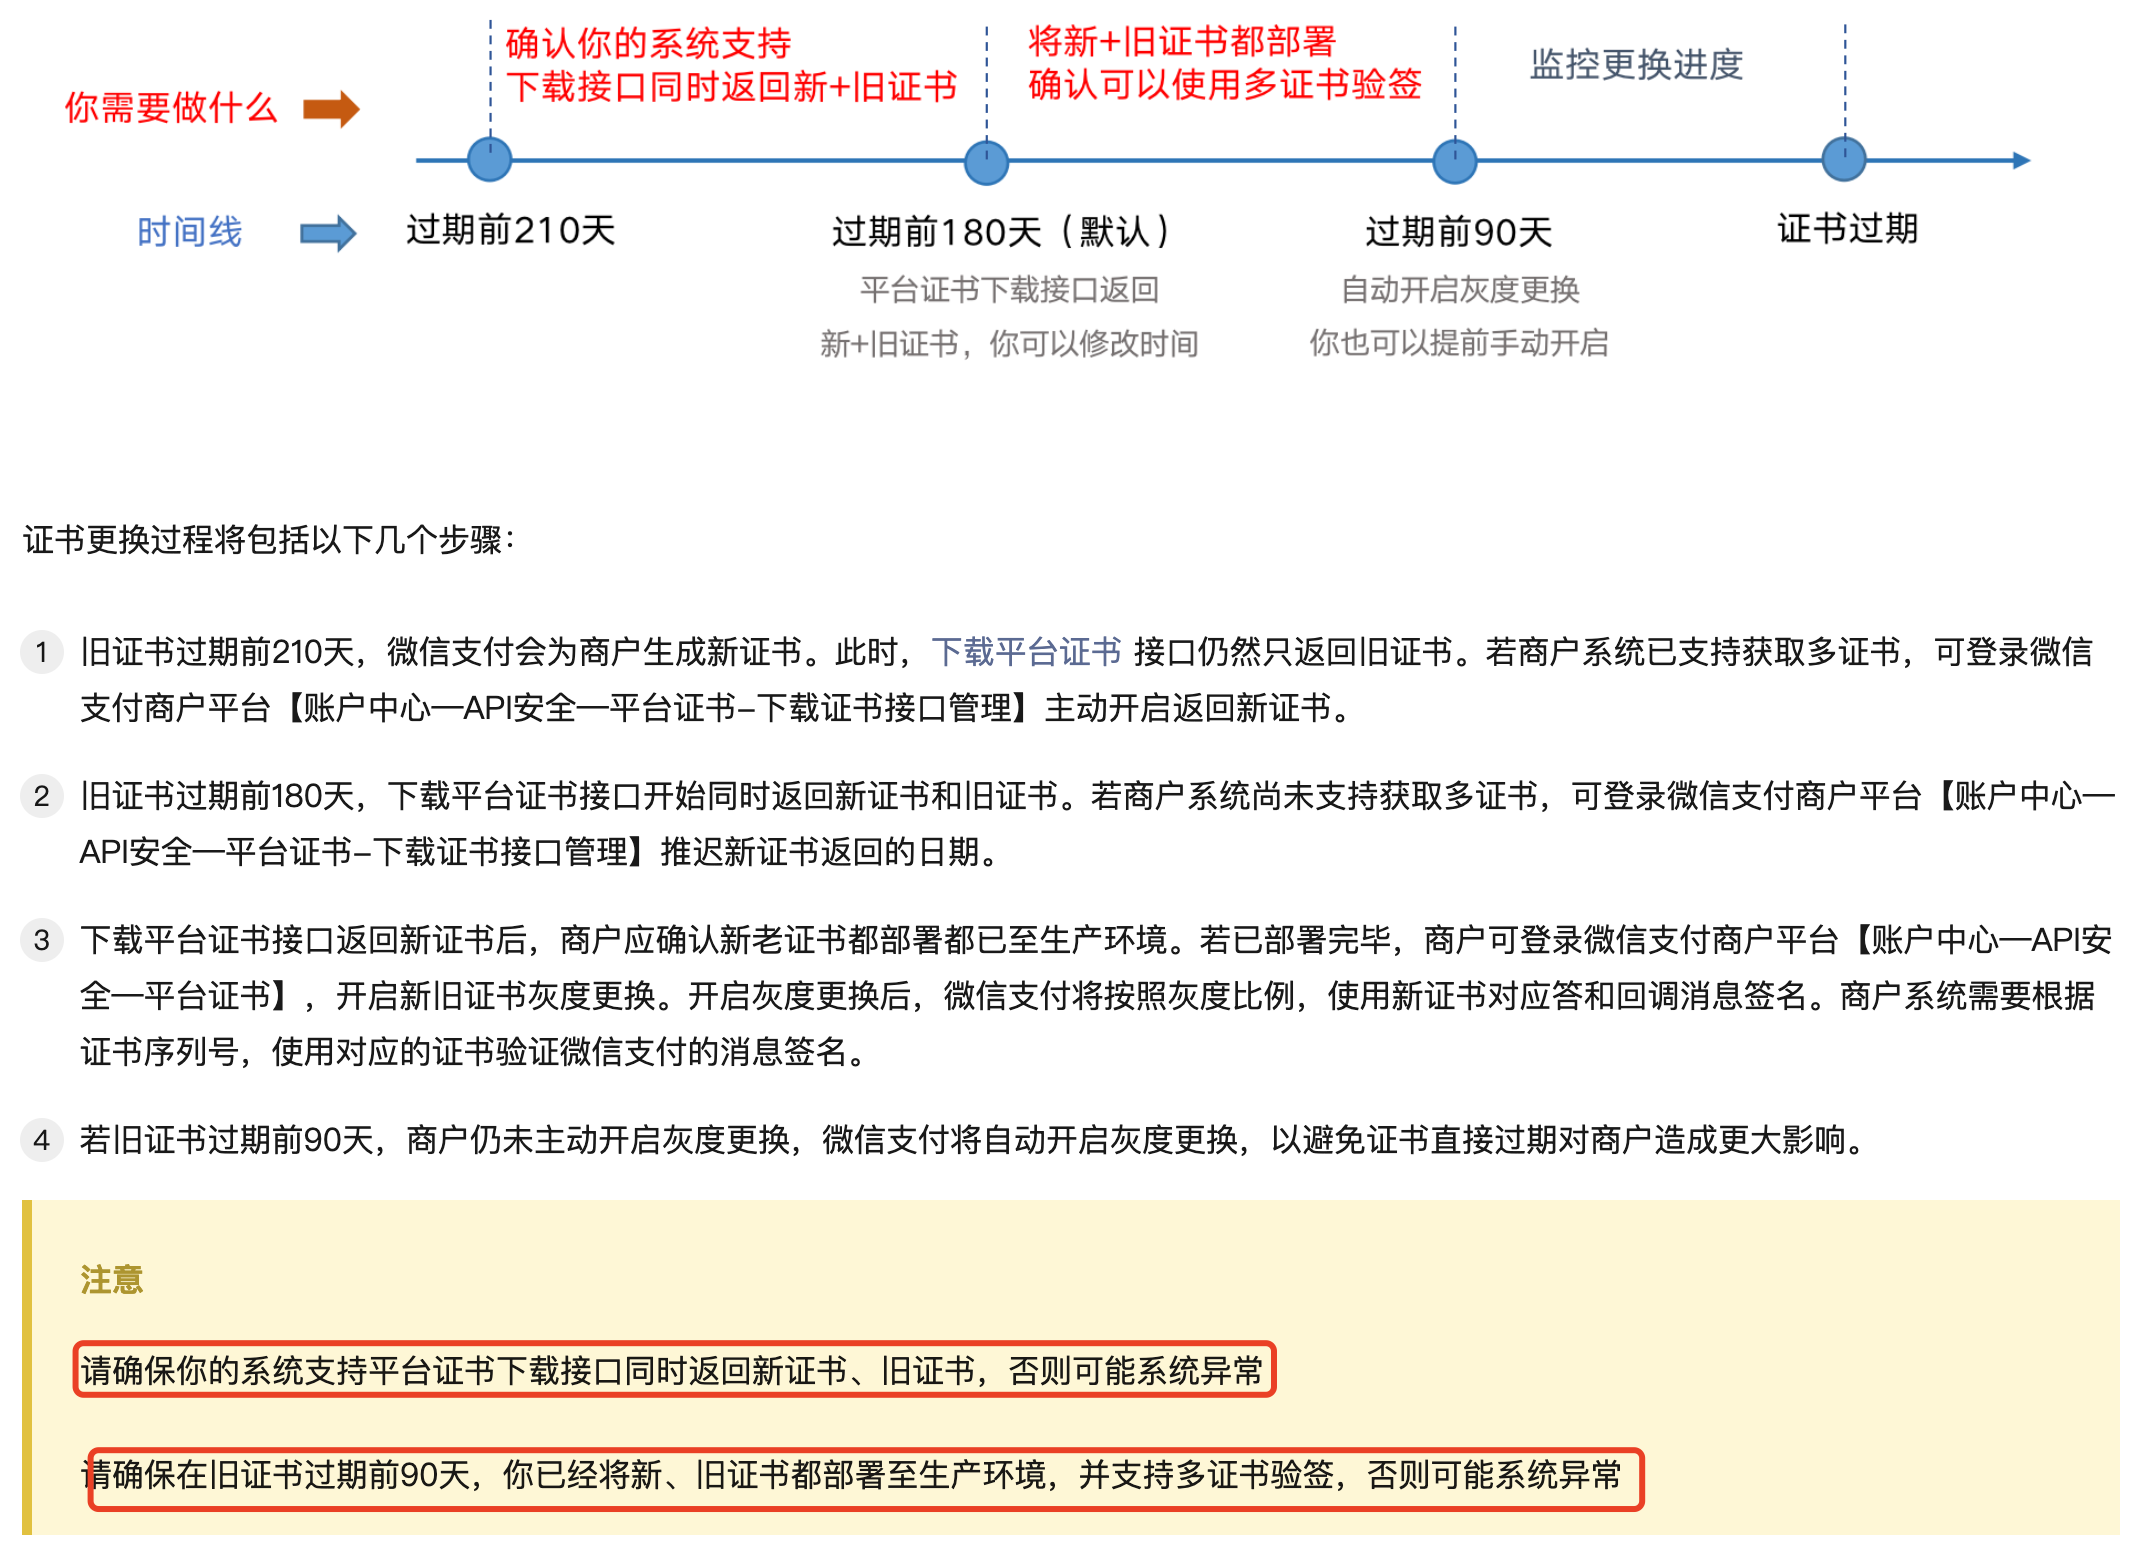 确认你的系统支持
下载接口同时返回新+旧证书
将新+旧证书都部署
确认可以使用多证书验签
监控更换进度
你需要做什么
时间线
过期前210天
过期前180天（默认）
平台证书下载接口返回
新+旧证书，你可以修改时间
过期前90天
自动开启灰度更换
你也可以提前手动开启
证书过期
证书更换过程将包括以下几个步骤：
1 旧证书过期前210天，微信支付会为商户生成新证书。此时，下载平台证书 接口仍然只返回旧证书。若商户系统已支持获取多证书，可登录微信
支付商户平台【账户中心—API安全—平台证书–下载证书接口管理】主动开启返回新证书。
2 旧证书过期前180天，下载平台证书接口开始同时返回新证书和旧证书。若商户系统尚未支持获取多证书，可登录微信支付商户平台【账户中心—
API安全—平台证书–下载证书接口管理】推迟新证书返回的日期。
3 下载平台证书接口返回新证书后，商户应确认新老证书都部署都已至生产环境。若已部署完毕，商户可登录微信支付商户平台【账户中心—API安
全—平台证书】，开启新旧证书灰度更换。开启灰度更换后，微信支付将按照灰度比例，使用新证书对应答和回调消息签名。商户系统需要根据
证书序列号，使用对应的证书验证微信支付的消息签名。
4 若旧证书过期前90天，商户仍未主动开启灰度更换，微信支付将自动开启灰度更换，以避免证书直接过期对商户造成更大影响。
注意
请确保你的系统支持平台证书下载接口同时返回新证书、旧证书，否则可能系统异常
请确保在旧证书过期前90天，你已经将新、旧证书都部署至生产环境，并支持多证书验签，否则可能系统异常